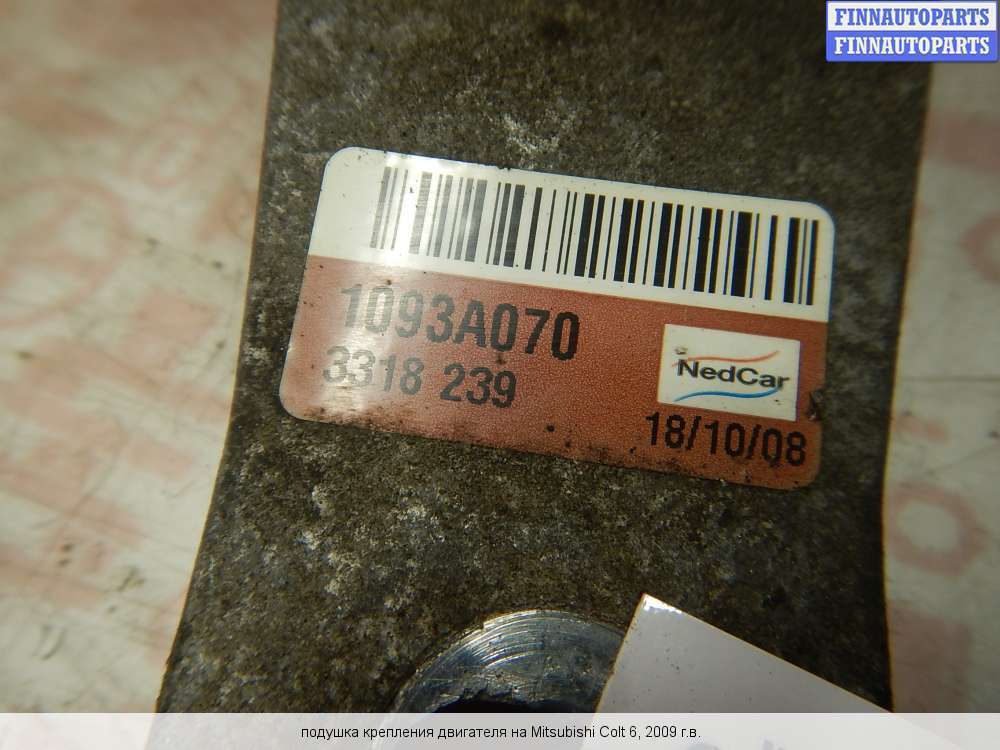 FINNAUTOPARTS
FINNAUTOPARTS
1093A070
3318 239
NedCar
18/10/08
подушка крепления двигателя на Mitsubishi Colt 6, 2009 г.в.